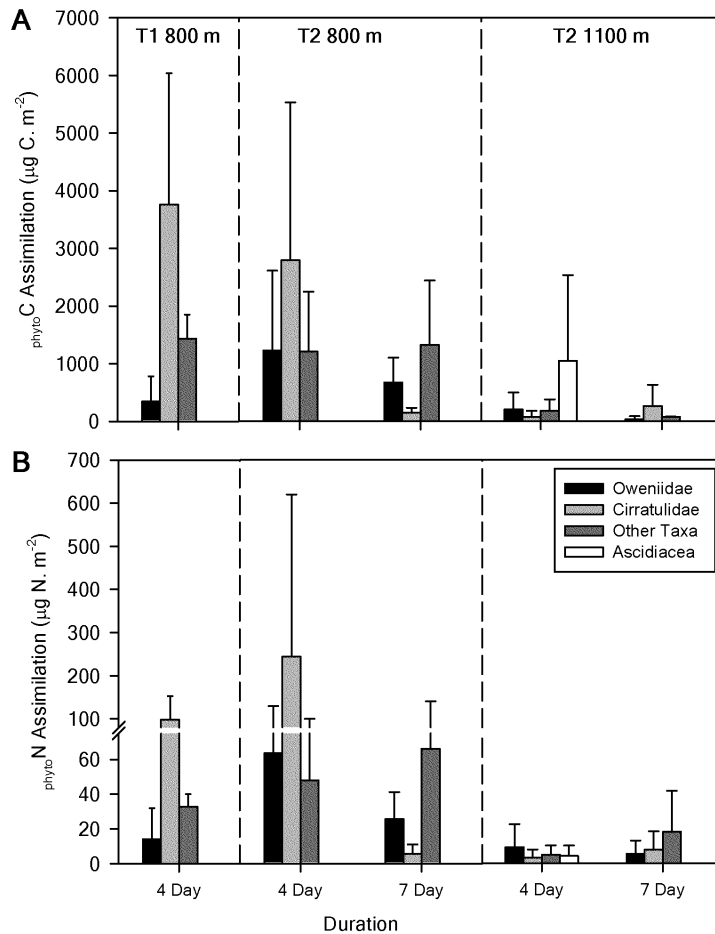 A
T1 800 m
T2 800 m
T2 1100 m
phytoC Assimilation (µg C. m-2)
7000
6000
5000
4000
3000
2000
1000
0
B
phytoN Assimilation (µg N. m-2)
700
600
500
400
300
200
100
60
40
20
0
Oweniidae
Cirratulidae
Other Taxa
Ascidiacea
4 Day
4 Day
7 Day
4 Day
7 Day
Duration